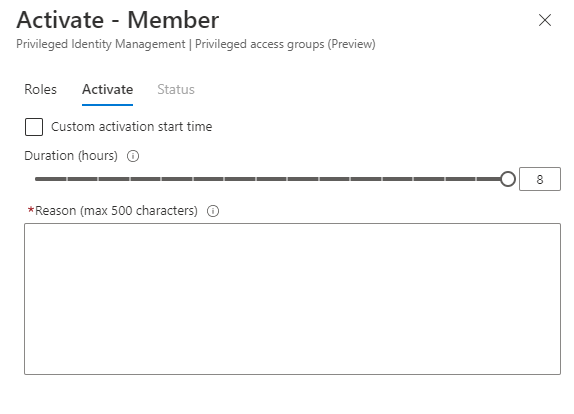 Activate - Member
Privileged Identity Management | Privileged access groups (Preview)
Roles Activate Status
Custom activation start time
Duration (hours)
8
*Reason (max 500 characters)